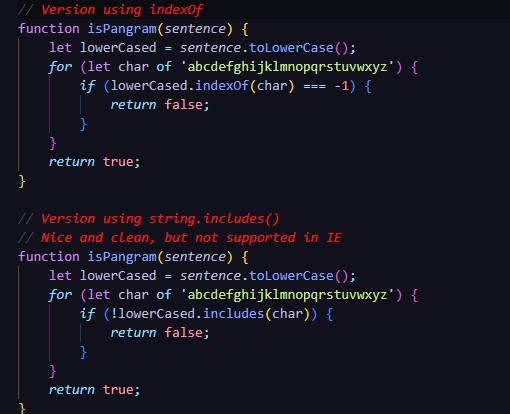 // Version using indexOf
function isPangram(sentence) {
    let lowerCased = sentence.toLowerCase();
    for (let char of 'abcdefghijklmnopqrstuvwxyz') {
        if (lowerCased.indexOf(char) === -1) {
            return false;
        }
    }
    return true;
}

// Version using string.includes()
// Nice and clean, but not supported in IE
function isPangram(sentence) {
    let lowerCased = sentence.toLowerCase();
    for (let char of 'abcdefghijklmnopqrstuvwxyz') {
        if (!lowerCased.includes(char)) {
            return false;
        }
    }
    return true;
}